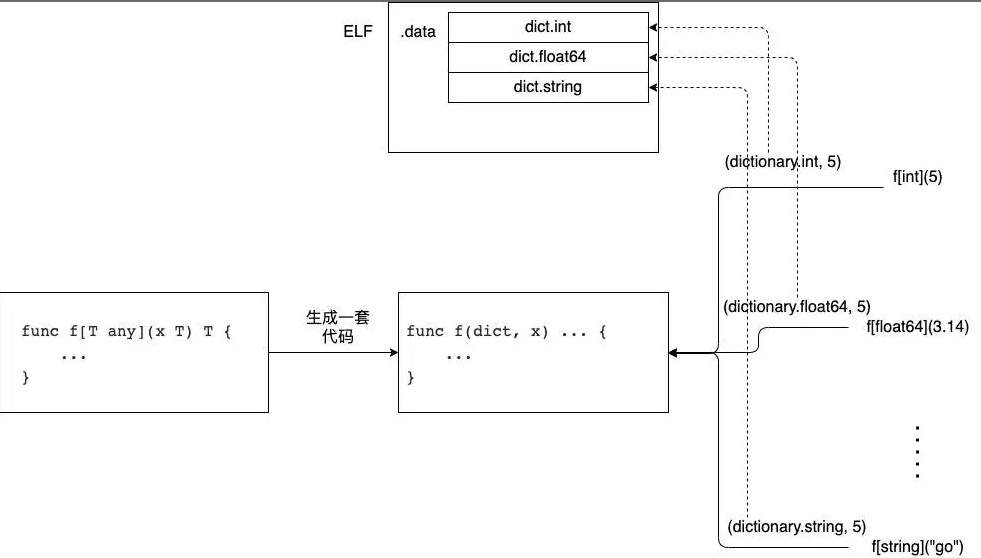 ELF
.data
dict.int
dict.float64
dict.string
(dictionary.int, 5)
f[int](5)
(dictionary.float64, 5)
f[float64](3.14)
func f[T any](x T) T {
...
}
生成一套
代码
func f(dict, x) ... {
...
}
(dictionary.string, 5)
f[string]("go")